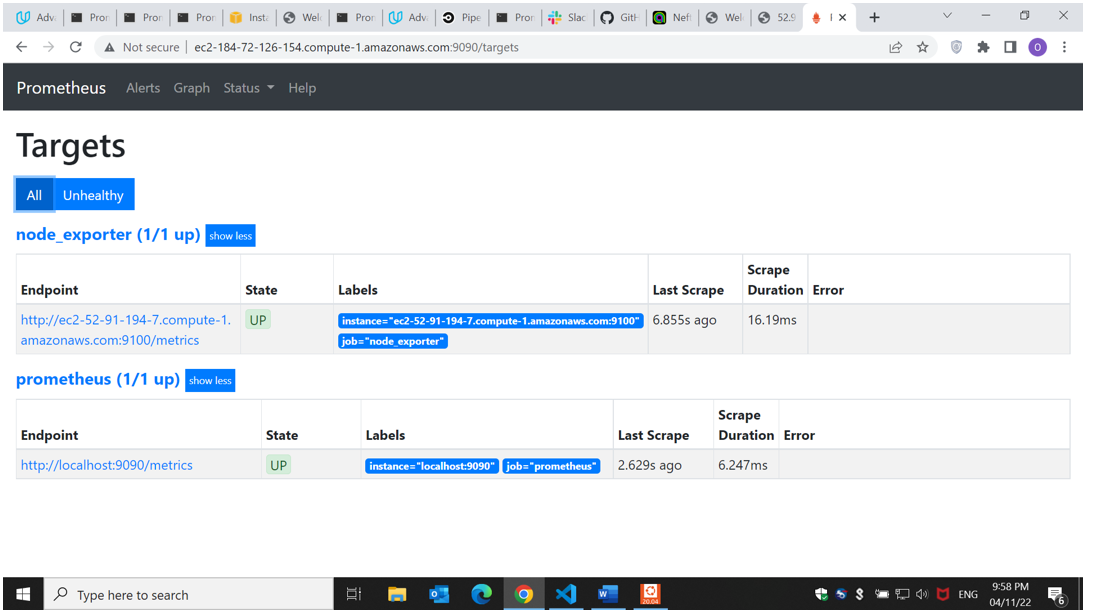 Adva
Pron
Pron
Pron
Insta
Welc
Pron
Adva
Pipe
Pron
Slac
GitH
Neft
Welc
52.9
Not secure
ec2-184-72-126-154.compute-1.amazonaws.com:9090/targets
O
Prometheus Alerts Graph Status Help
Targets
All Unhealthy
node_exporter (1/1 up) show less
Endpoint State Labels Last Scrape Scrape Duration Error
http://ec2-52-91-194-7.compute-1.
amazonaws.com:9100/metrics
UP
instance="ec2-52-91-194-7.compute-1.amazonaws.com:9100"
job="node_exporter"
6.855s ago 16.19ms
prometheus (1/1 up) show less
Endpoint State Labels Last Scrape Scrape Duration Error
http://localhost:9090/metrics UP instance="localhost:9090" job="prometheus" 2.629s ago 6.247ms
Type here to search
20.04
ENG
9:58 PM
04/11/22
6